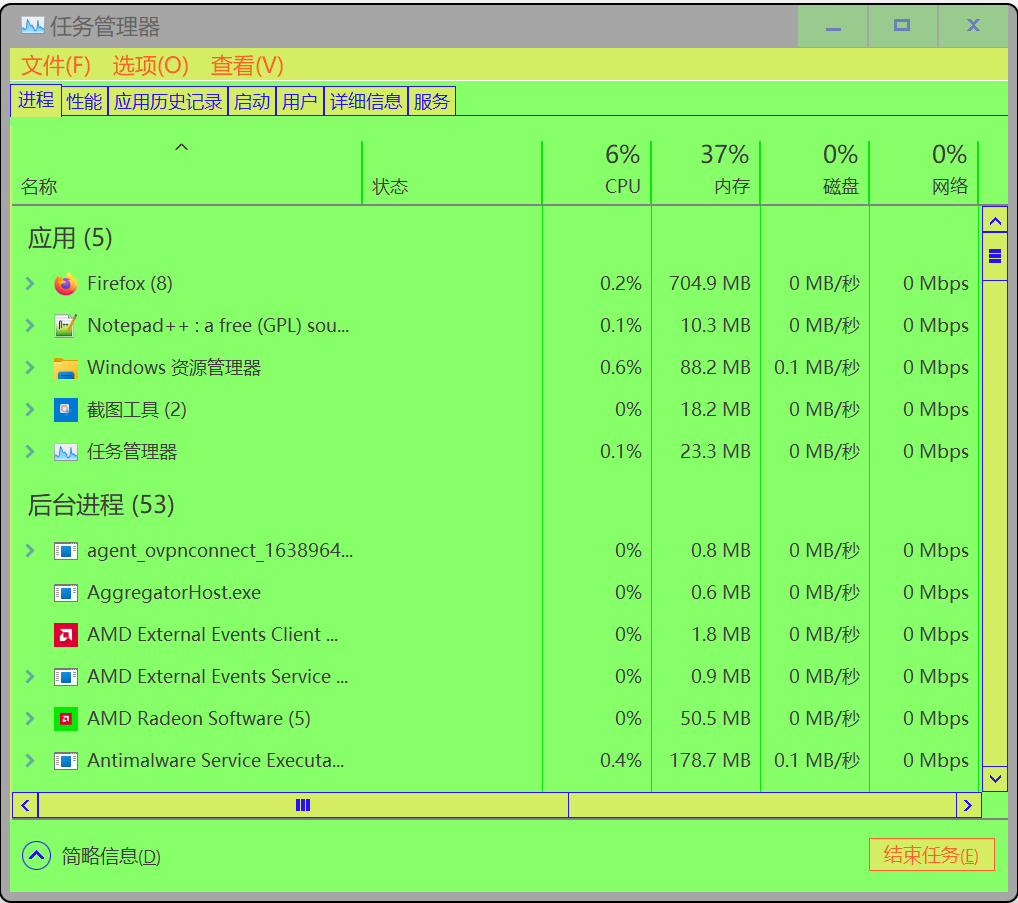 任务管理器
文件(F) 选项(O) 查看(V)
进程 性能 应用历史记录 启动 用户 详细信息 服务
6% 37% 0% 0%
名称 状态 CPU 内存 磁盘 网络
应用 (5)
Firefox (8) 0.2% 704.9 MB 0 MB/秒 0 Mbps
Notepad++ : a free (GPL) sou... 0.1% 10.3 MB 0 MB/秒 0 Mbps
Windows 资源管理器 0.6% 88.2 MB 0.1 MB/秒 0 Mbps
截图工具 (2) 0% 18.2 MB 0 MB/秒 0 Mbps
任务管理器 0.1% 23.3 MB 0 MB/秒 0 Mbps
后台进程 (53)
agent_ovpnconnect_1638964... 0% 0.8 MB 0 MB/秒 0 Mbps
AggregatorHost.exe 0% 0.6 MB 0 MB/秒 0 Mbps
AMD External Events Client ... 0% 1.8 MB 0 MB/秒 0 Mbps
AMD External Events Service ... 0% 0.9 MB 0 MB/秒 0 Mbps
AMD Radeon Software (5) 0% 50.5 MB 0 MB/秒 0 Mbps
Antimalware Service Executa... 0.4% 178.7 MB 0.1 MB/秒 0 Mbps
简略信息(D) 结束任务(E)